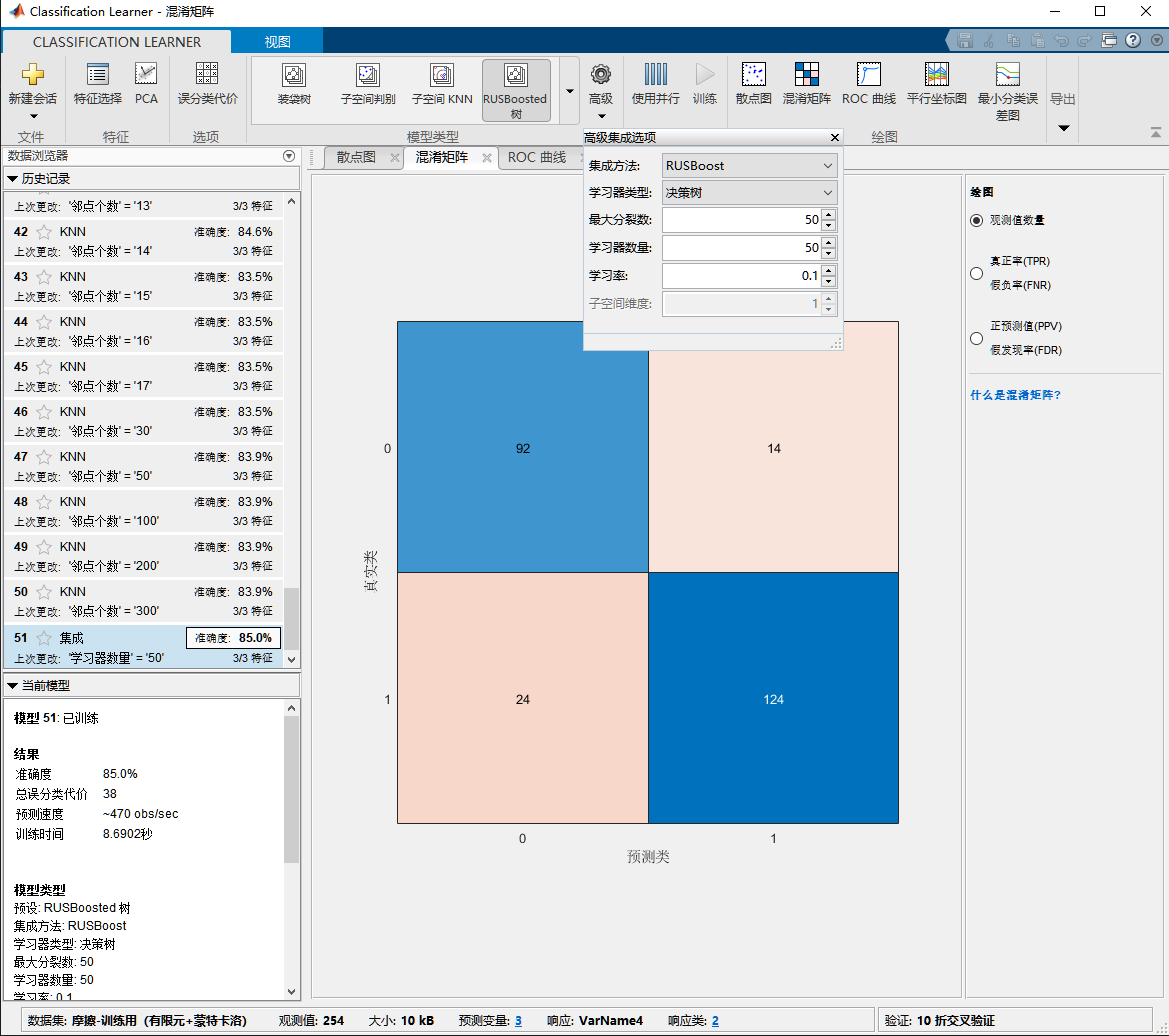 Classification Learner - 混淆矩阵
CLASSIFICATION LEARNER
视图
新建会话
特征选择
PCA
误分类代价
装袋树
子空间判别
子空间 KNN
RUSBoosted
树
高级
使用并行
训练
散点图
混淆矩阵
ROC 曲线
平行坐标图
最小分类误
差图
导出
文件
特征
选项
模型类型
绘图
数据浏览器
历史记录
上次更改: '邻点个数' = '13' 3/3 特征
42 KNN 准确度: 84.6%
上次更改: '邻点个数' = '14' 3/3 特征
43 KNN 准确度: 83.5%
上次更改: '邻点个数' = '15' 3/3 特征
44 KNN 准确度: 83.5%
上次更改: '邻点个数' = '16' 3/3 特征
45 KNN 准确度: 83.5%
上次更改: '邻点个数' = '17' 3/3 特征
46 KNN 准确度: 83.5%
上次更改: '邻点个数' = '30' 3/3 特征
47 KNN 准确度: 83.9%
上次更改: '邻点个数' = '50' 3/3 特征
48 KNN 准确度: 83.9%
上次更改: '邻点个数' = '100' 3/3 特征
49 KNN 准确度: 83.9%
上次更改: '邻点个数' = '200' 3/3 特征
50 KNN 准确度: 83.9%
上次更改: '邻点个数' = '300' 3/3 特征
51 集成 准确度: 85.0%
上次更改: '学习器数量' = '50' 3/3 特征
当前模型
模型 51: 已训练
结果
准确度 85.0%
总误分类代价 38
预测速度 ~470 obs/sec
训练时间 8.6902秒
模型类型
预设: RUSBoosted 树
集成方法: RUSBoost
学习器类型: 决策树
最大分裂数: 50
学习器数量: 50
学习率: 0.1
散点图
混淆矩阵
ROC 曲线
高级集成选项
集成方法: RUSBoost
学习器类型: 决策树
最大分裂数: 50
学习器数量: 50
学习率: 0.1
子空间维度: 1
0
92
14
真实类
1
24
124
0
1
预测类
绘图
观测值数量
真正率(TPR)
假负率(FNR)
正预测值(PPV)
假发现率(FDR)
什么是混淆矩阵?
数据集: 摩擦-训练用（有限元+蒙特卡洛） 观测值: 254 大小: 10 kB 预测变量: 3 响应: VarName4 响应类: 2
验证: 10 折交叉验证